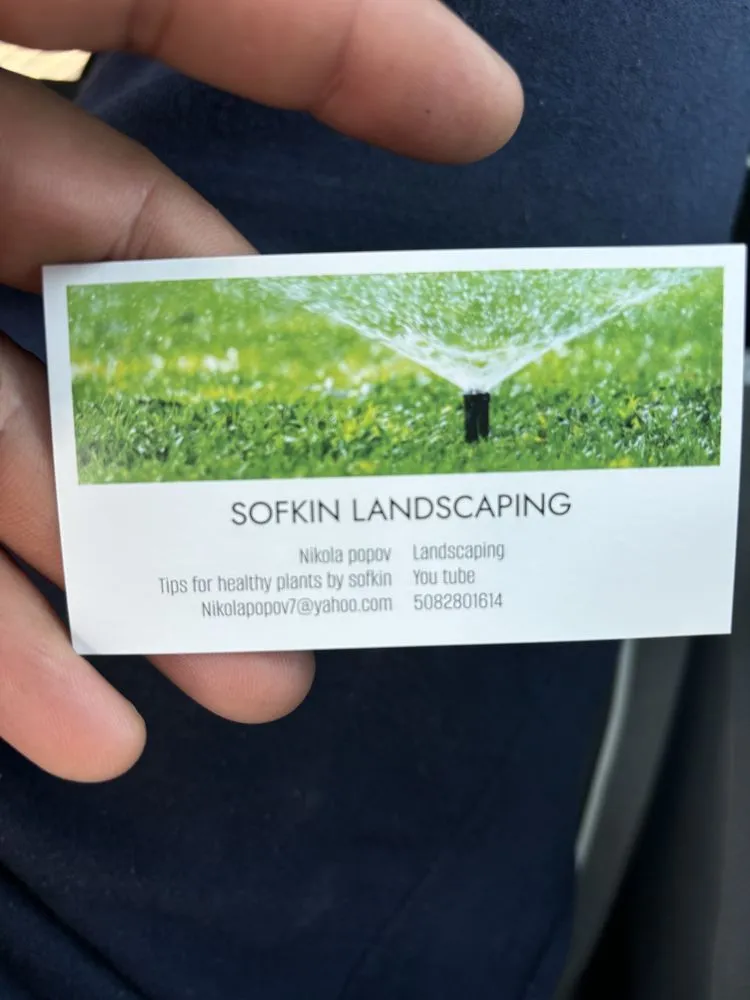 SOFKIN LANDSCAPING
Nikola popov Landscaping
Tips for healthy plants by sofkin You tube
Nikolapopov7@yahoo.com 5082801614